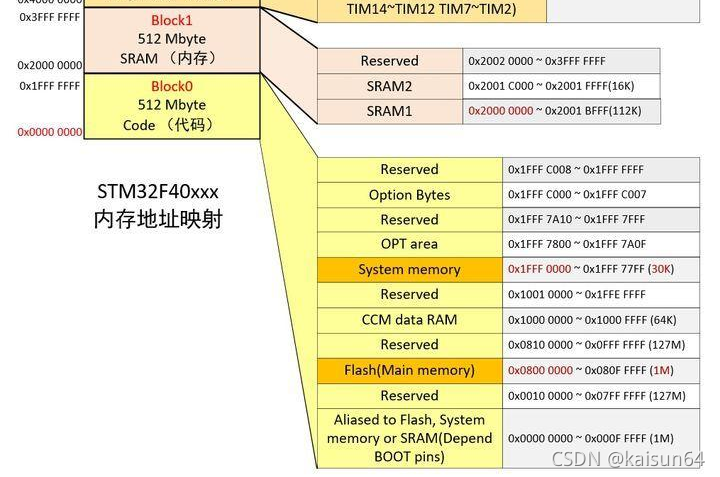 0x3FFF FFFF
TIM14~TIM12 TIM7~TIM2)
Block1
512 Mbyte
SRAM （内存）
0x2000 0000
Reserved 0x2002 0000 ~ 0x3FFF FFFF
SRAM2 0x2001 C000 ~ 0x2001 FFFF(16K)
SRAM1 0x2000 0000 ~ 0x2001 BFFF(112K)
0x1FFF FFFF
Block0
512 Mbyte
Code （代码）
0x0000 0000
STM32F40xxx
内存地址映射
Reserved 0x1FFF C008 ~ 0x1FFF FFFF
Option Bytes 0x1FFF C000 ~ 0x1FFF C007
Reserved 0x1FFF 7A10 ~ 0x1FFF 7FFF
OPT area 0x1FFF 7800 ~ 0x1FFF 7A0F
System memory 0x1FFF 0000 ~ 0x1FFF 77FF (30K)
Reserved 0x1001 0000 ~ 0x1FFE FFFF
CCM data RAM 0x1000 0000 ~ 0x1000 FFFF (64K)
Reserved 0x0810 0000 ~ 0x0FFF FFFF (127M)
Flash(Main memory) 0x0800 0000 ~ 0x080F FFFF (1M)
Reserved 0x0010 0000 ~ 0x07FF FFFF (127M)
Aliased to Flash, System
memory or SRAM(Depend 0x0000 0000 ~ 0x000F FFFF (1M)
BOOT pins)
CSDN @kaisun64